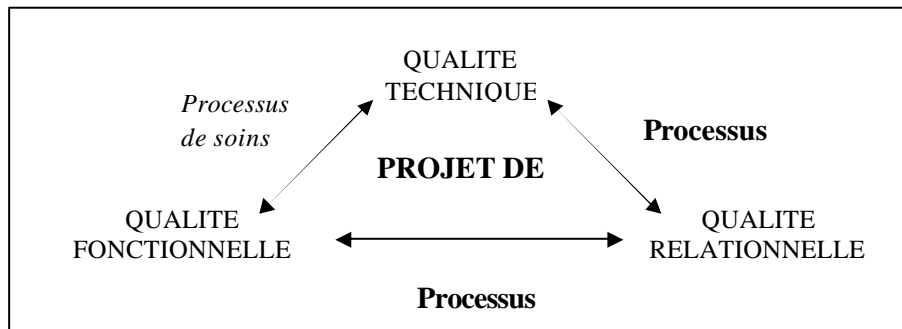 QUALITE
TECHNIQUE
Processus
de soins
Processus
PROJET DE
QUALITE
FONCTIONNELLE
QUALITE
RELATIONNELLE
Processus